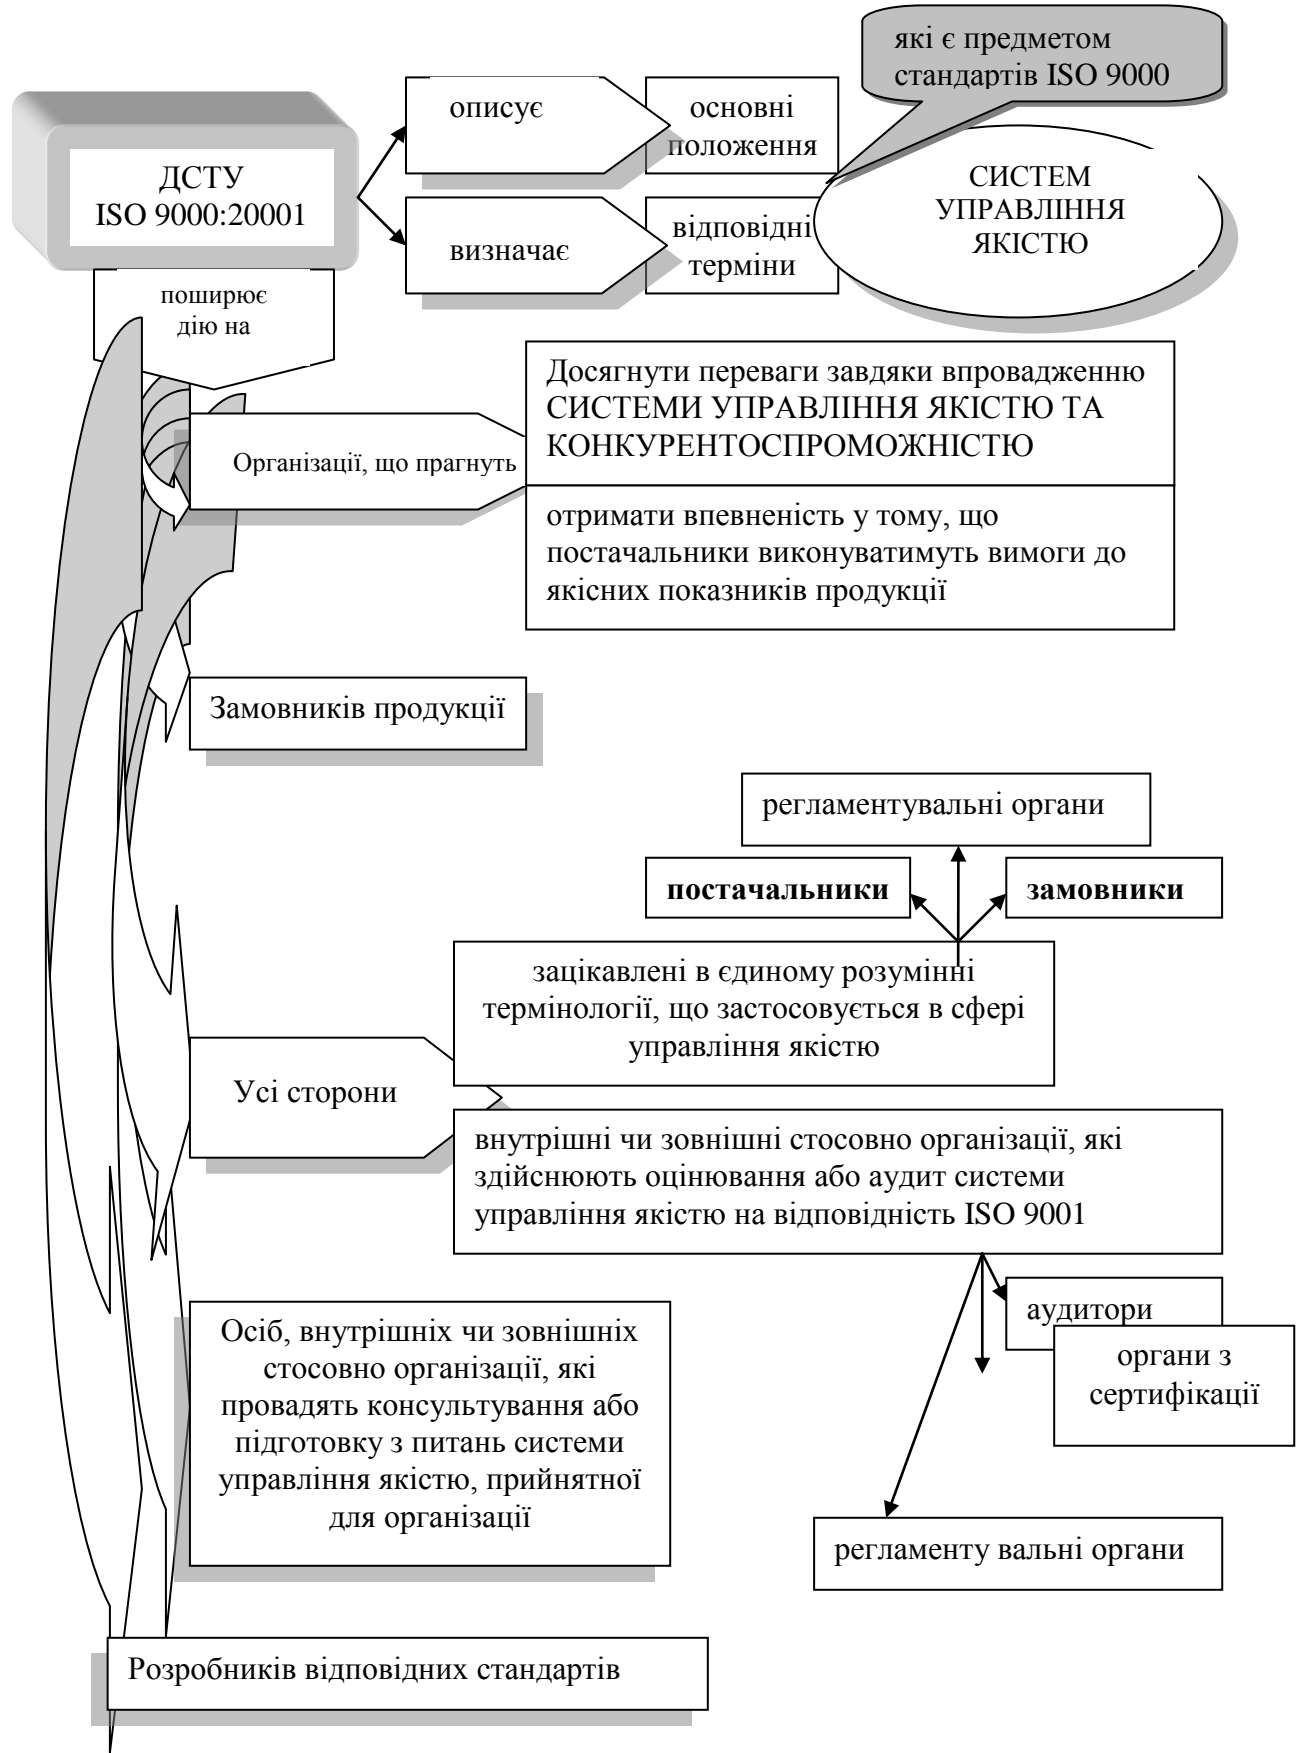 які є предметом
стандартів ISO 9000
описує
основні
положення
ДСТУ
ISO 9000:20001
СИСТЕМ
УПРАВЛІННЯ
ЯКІСТЮ
визначає
відповідні
терміни
поширює
дію на
Організації, що прагнуть
Досягнути переваги завдяки впровадженню
СИСТЕМИ УПРАВЛІННЯ ЯКІСТЮ ТА
КОНКУРЕНТОСПРОМОЖНІСТЮ
отримати впевненість у тому, що
постачальники виконуватимуть вимоги до
якісних показників продукції
Замовників продукції
регламентувальні органи
постачальники
замовники
зацікавлені в єдиному розумінні
термінології, що застосовується в сфері
управління якістю
Усі сторони
внутрішні чи зовнішні стосовно організації, які
здійснюють оцінювання або аудит системи
управління якістю на відповідність ISO 9001
аудитори
органи з
сертифікації
Осіб, внутрішніх чи зовнішніх
стосовно організації, які
провадять консультування або
підготовку з питань системи
управління якістю, прийнятної
для організації
регламенту вальні органи
Розробників відповідних стандартів